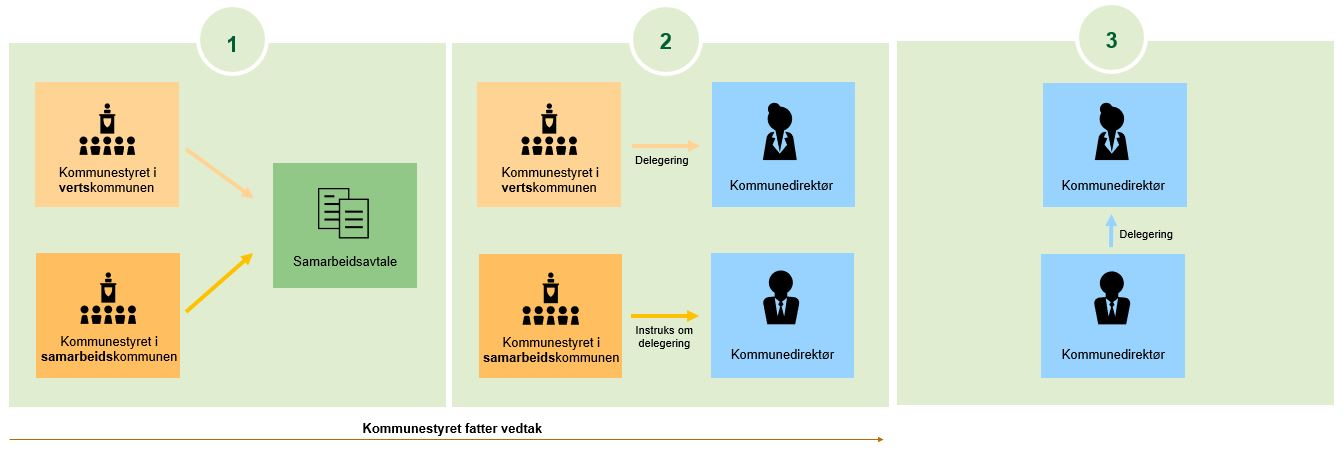 1
Kommunestyret i
vertskommunen
Kommunestyret i
samarbeidskommunen
Samarbeidsavtale
2
Kommunestyret i
vertskommunen
Delegering
Kommunedirektør
Kommunestyret i
samarbeidskommunen
Instruks om
delegering
Kommunedirektør
3
Kommunedirektør
Delegering
Kommunedirektør
Kommunestyret fatter vedtak